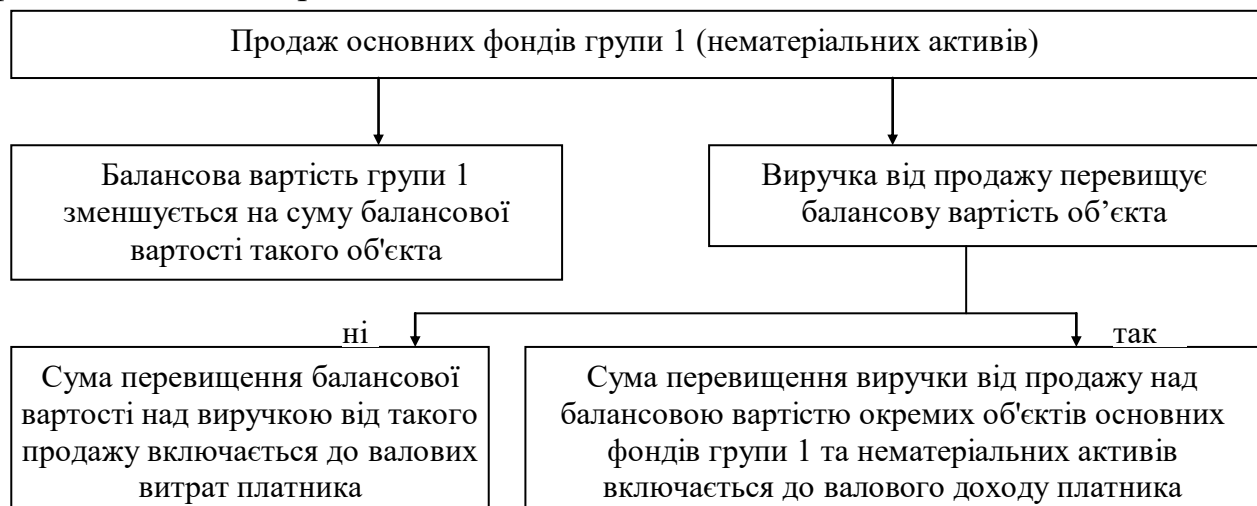 Продаж основних фондів групи 1 (нематеріальних активів)
Балансова вартість групи 1
зменшується на суму балансової
вартості такого об'єкта
Виручка від продажу перевищує
балансову вартість об’єкта
ні
так
Сума перевищення балансової
вартості над виручкою від такого
продажу включається до валових
витрат платника
Сума перевищення виручки від продажу над
балансовою вартістю окремих об'єктів основних
фондів групи 1 та нематеріальних активів
включається до валового доходу платника